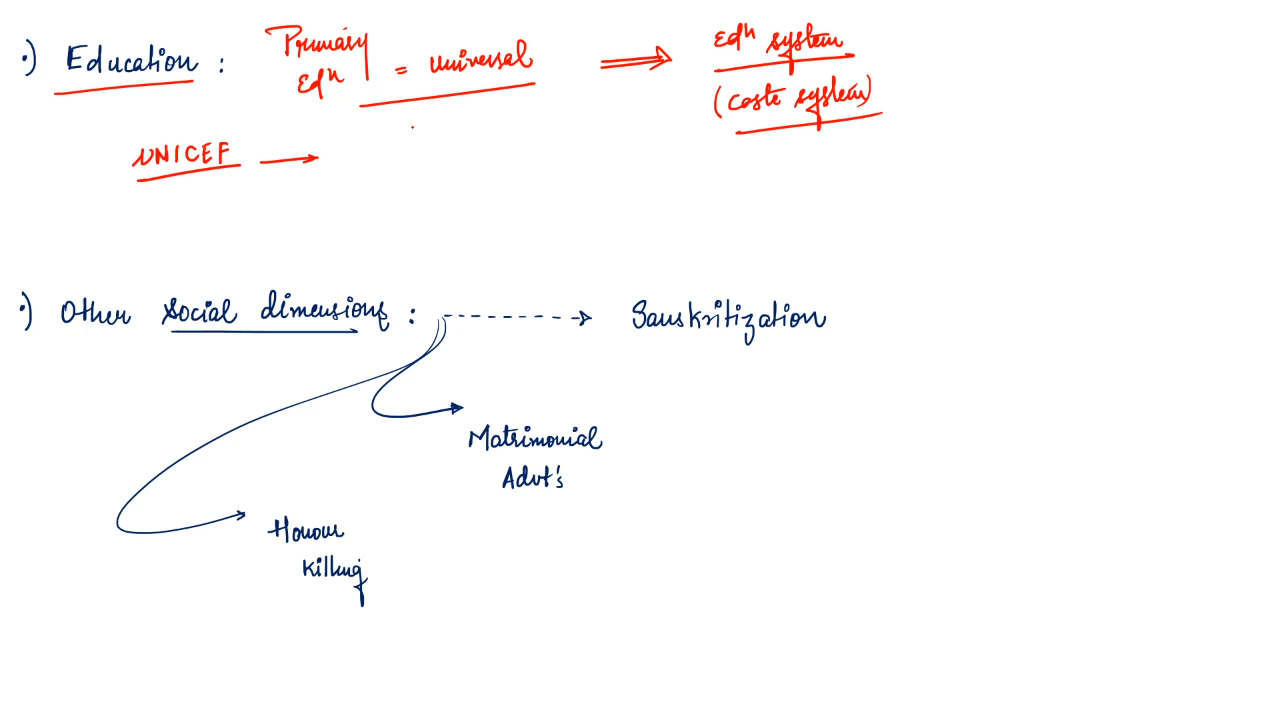 ·) Education : Primary Edn = Universal ⟹ Edn system
(Caste system)
UNICEF →
·) Other social dimensions : ----→ Sanskritization
Matrimonial
Advt's
Honour
Killing